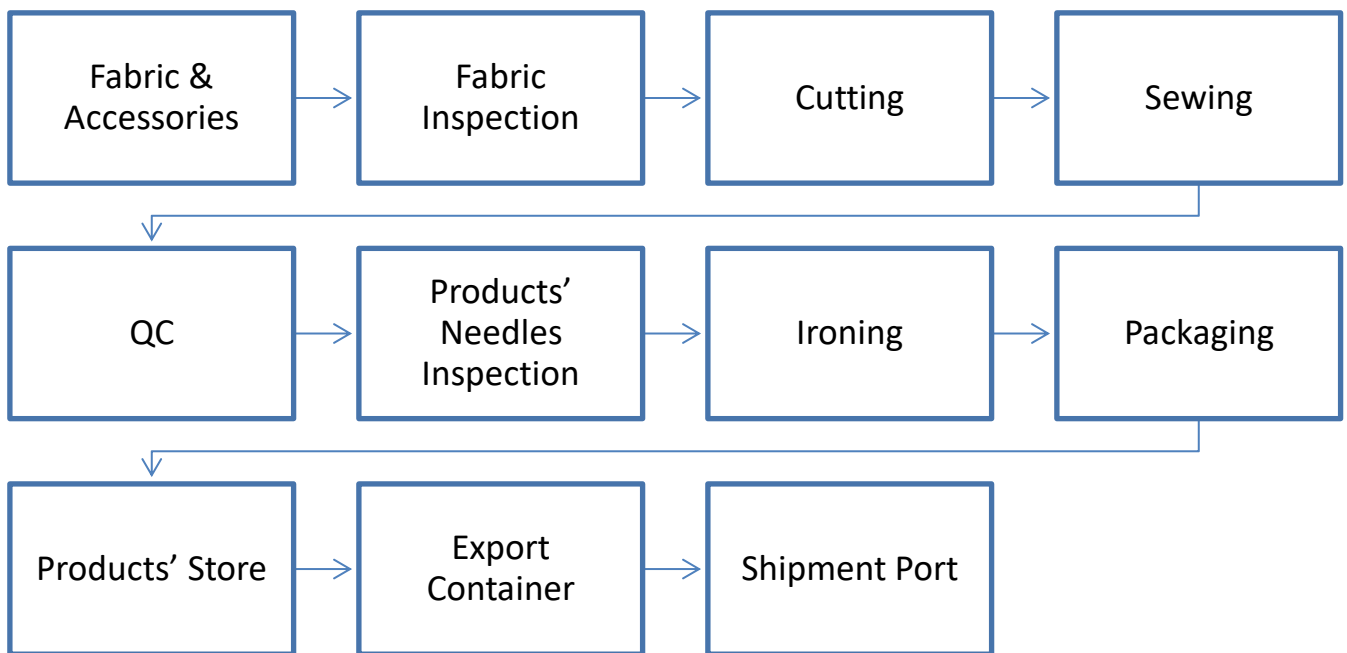 Fabric &
Accessories
Fabric
Inspection
Cutting
Sewing
QC
Products’
Needles
Inspection
Ironing
Packaging
Products’ Store
Export
Container
Shipment Port